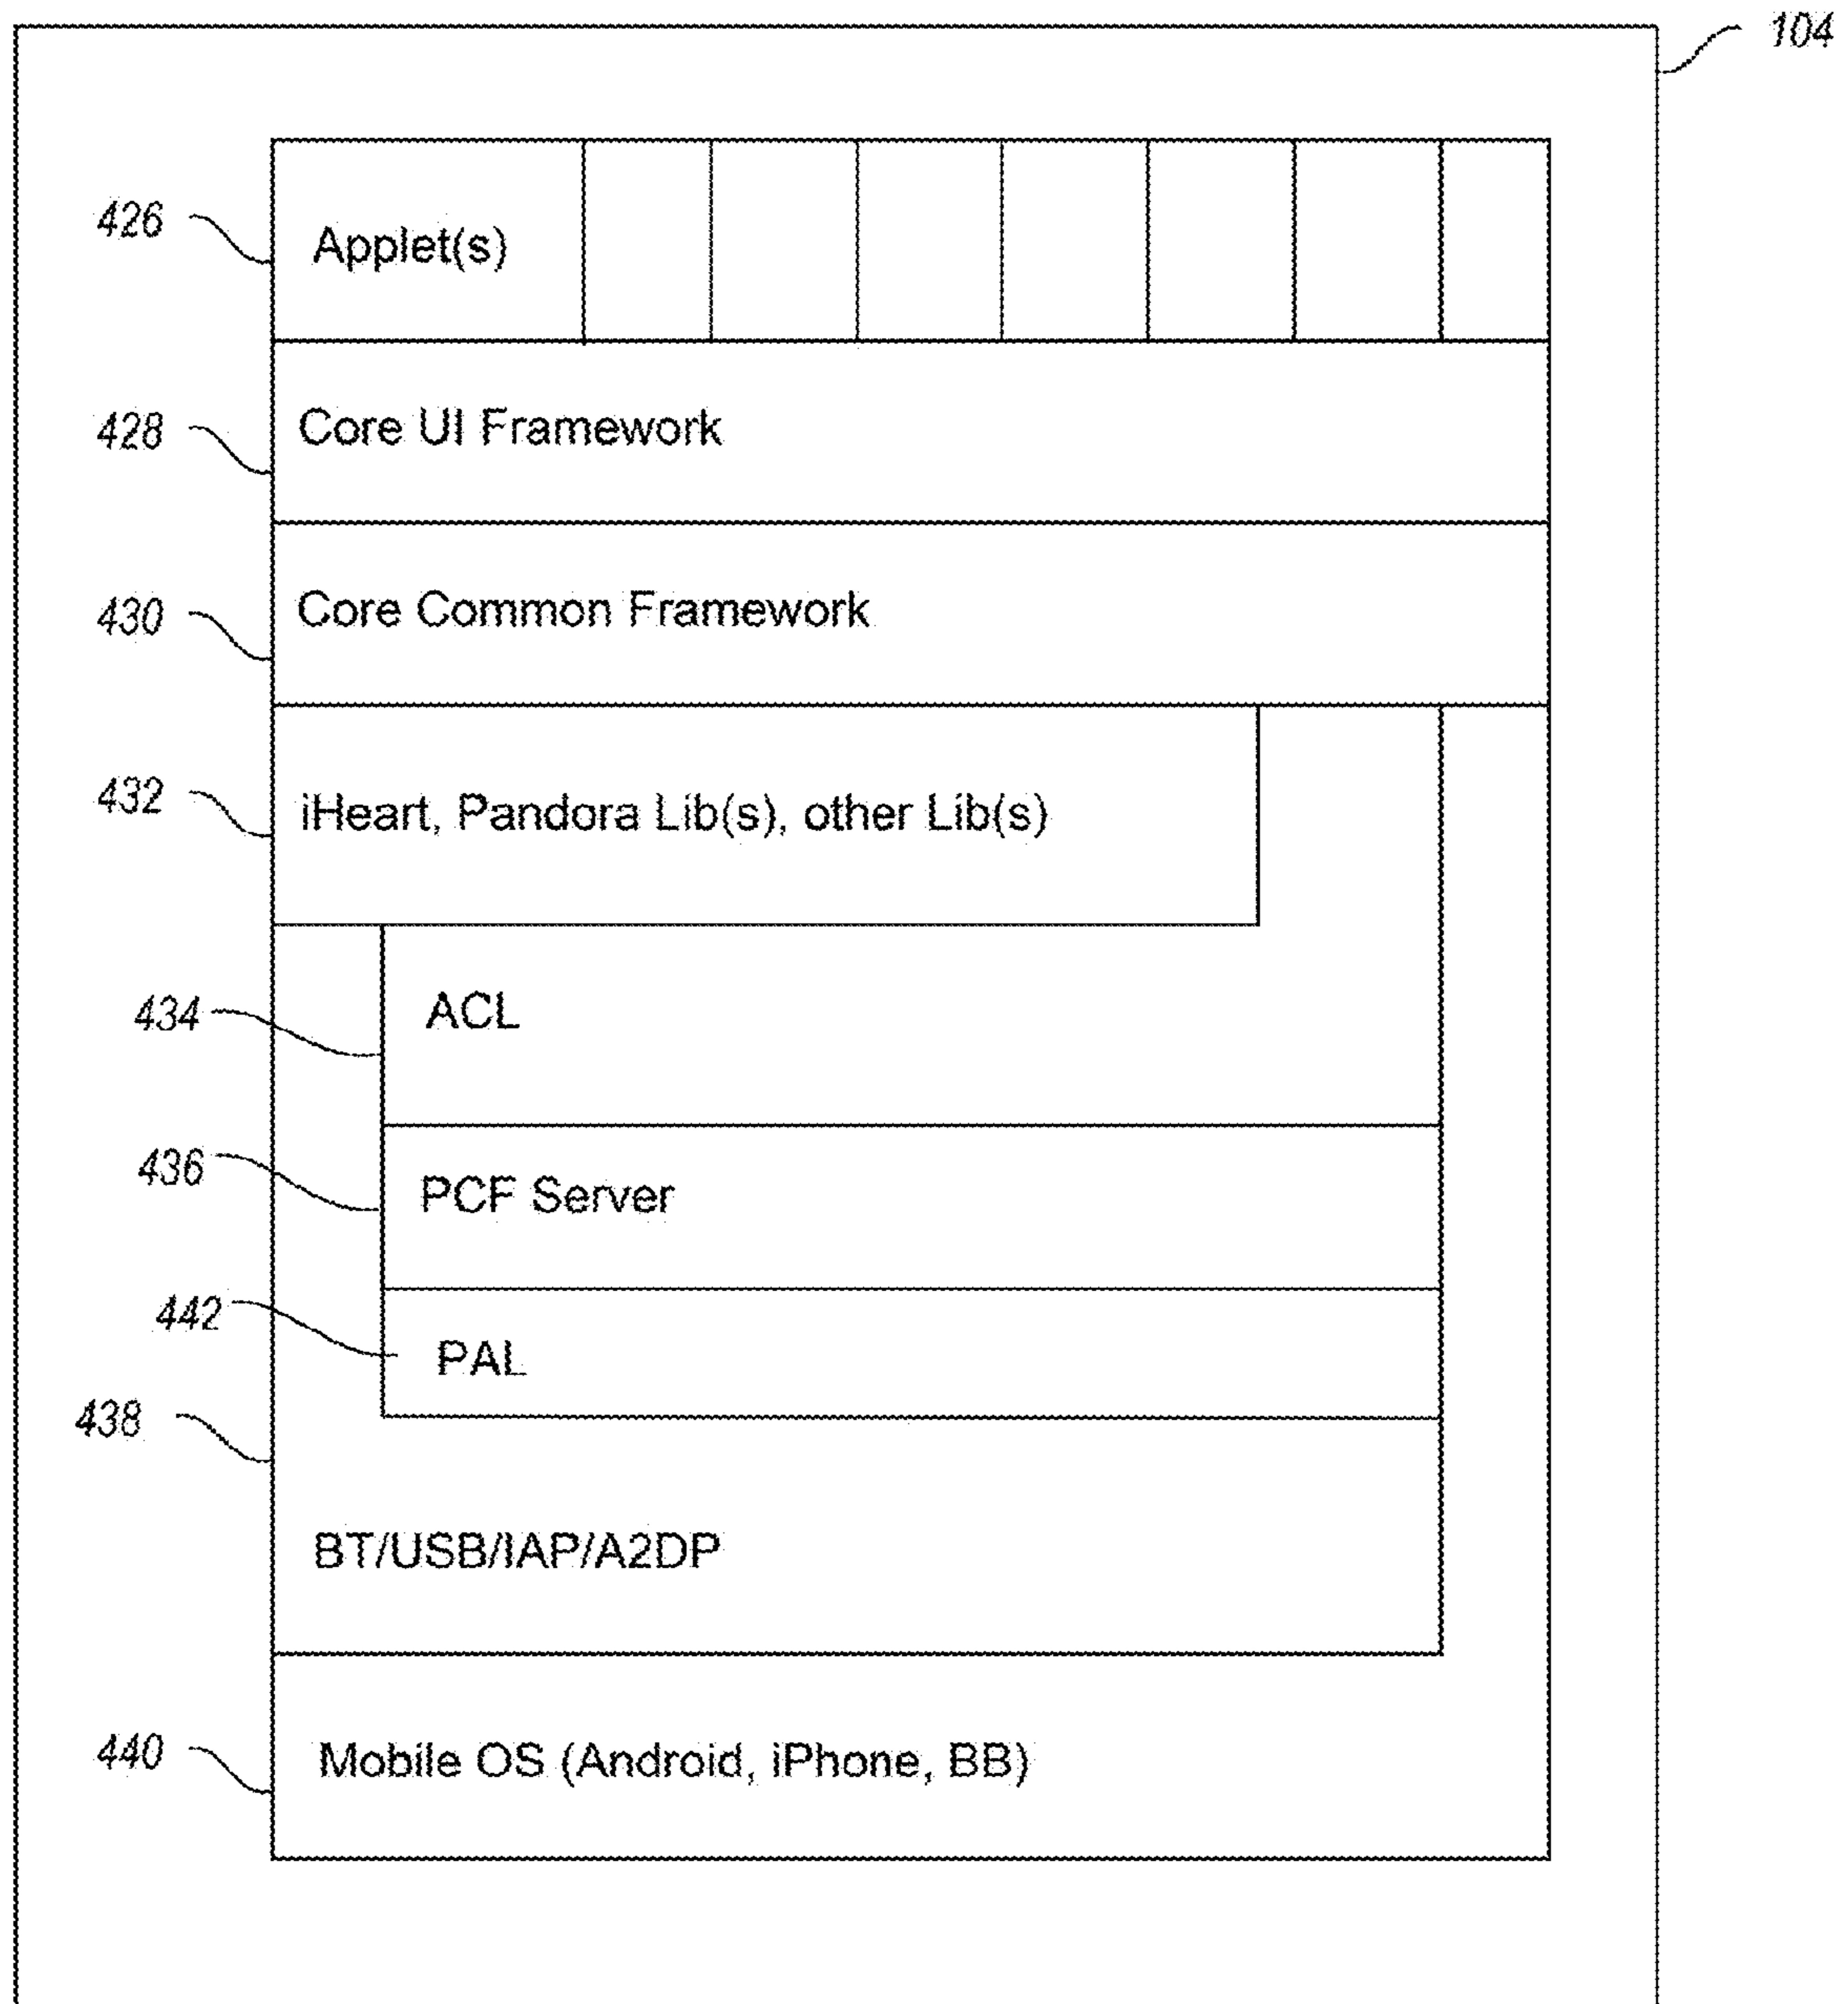 104
426
Applet(s)
428
Core UI Framework
430
Core Common Framework
432
iHeart, Pandora Lib(s), other Lib(s)
434
ACL
436
PCF Server
442
PAL
438
BT/USB/IAP/A2DP
440
Mobile OS (Android, iPhone, BB)